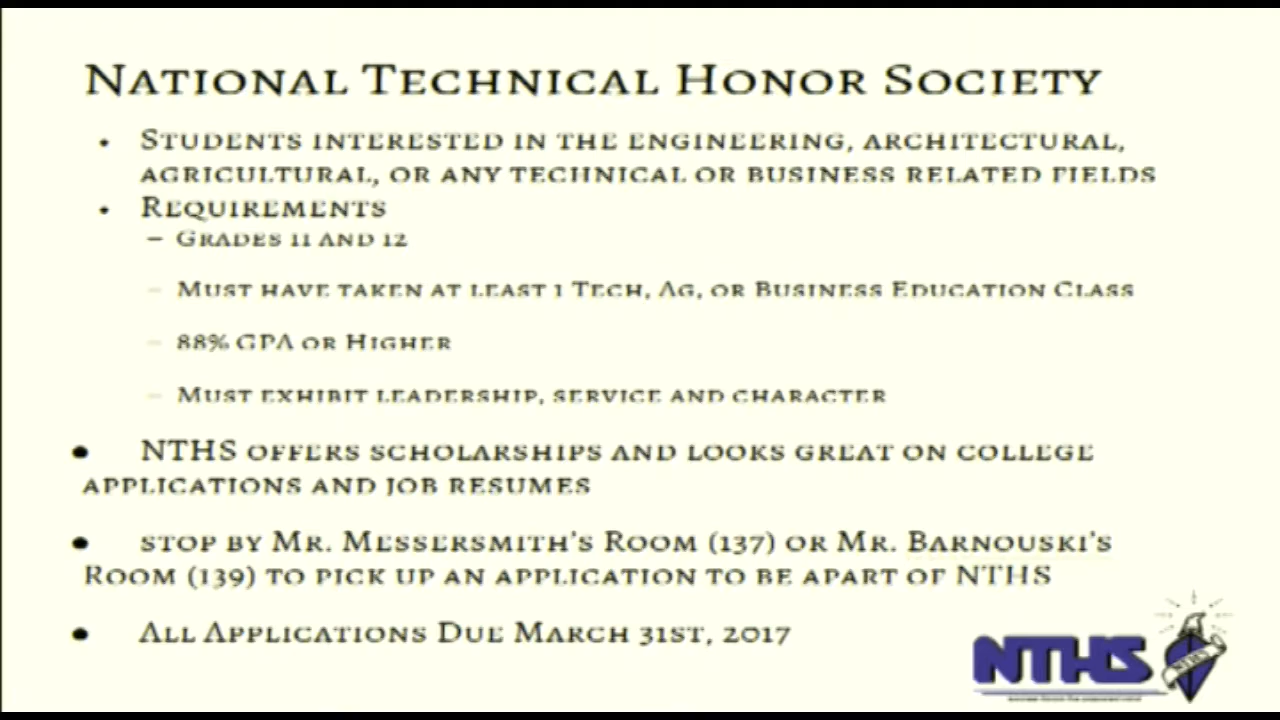 National Technical Honor Society
• Students interested in the engineering, architectural,
agricultural, or any technical or business related fields
• Requirements
– Grades 11 and 12
– Must have taken at least 1 Tech, Ag, or Business Education Class
– 88% GPA or Higher
– Must exhibit leadership, service and character
• NTHS offers scholarships and looks great on college
applications and job resumes
• stop by Mr. Messersmith's Room (137) or Mr. Barnouski's
Room (139) to pick up an application to be apart of NTHS
• All Applications Due March 31st, 2017
NTHS
NTHS